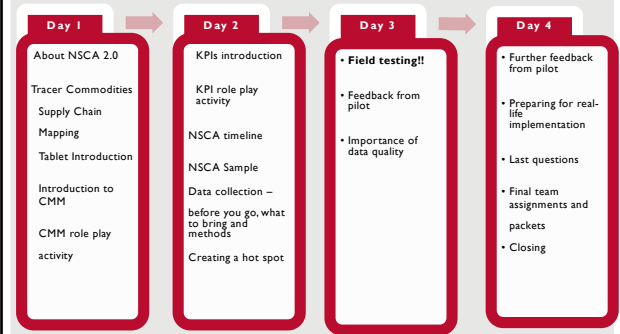 Day 1
About NSCA 2.0
Tracer Commodities
Supply Chain
Mapping
Tablet Introduction
Introduction to
CMM
CMM role play
activity
Day 2
KPIs introduction
KPI role play
activity
NSCA timeline
NSCA Sample
Data collection –
before you go, what
to bring and
methods
Creating a hot spot
Day 3
• Field testing!!
• Feedback from
pilot
• Importance of
data quality
Day 4
• Further feedback
from pilot
• Preparing for real-
life
implementation
• Last questions
• Final team
assignments and
packets
• Closing